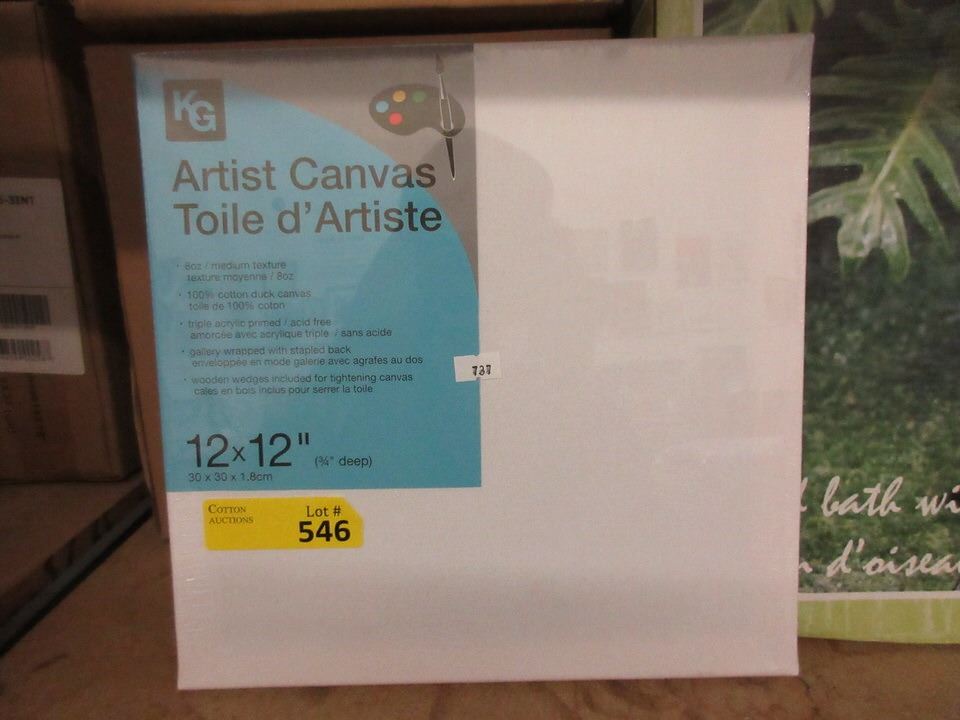 KG
Artist Canvas
Toile d'Artiste
· 8oz / medium texture
texture moyenne / 8oz
· 100% cotton duck canvas
toile de 100% coton
· triple acrylic primed / acid free
amorcée avec acrylique triple / sans acide
· gallery wrapped with stapled back
enveloppée en mode galerie avec agrafes au dos
· wooden wedges included for tightening canvas
cales en bois inclus pour serrer la toile
737
12x12" (¾" deep)
30 x 30 x 1.8cm
COTTON
AUCTIONS
Lot #
546
bath wi
d'oisea